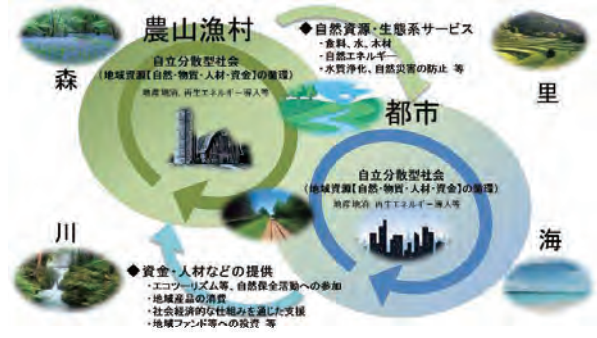 農山漁村
◆自然資源・生態系サービス
・食料、水、木材
・自然エネルギー
・水質浄化、自然災害の防止 等
森
自立分散型社会
(地域資源【自然・物質・人材・資金】の循環)
地産地消、再生エネルギー導入等
里
都市
自立分散型社会
(地域資源【自然・物質・人材・資金】の循環)
地産地消、再生エネルギー導入等
川
海
◆資金・人材などの提供
・エコツーリズム等、自然保全活動への参加
・地域産品の消費
・社会経済的な仕組みを通じた支援
・地域ファンド等への投資 等